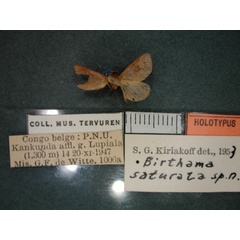 COLL. MUS. TERVUREN
Congo belge : P.N.U.
Kankunda affl. g. Lupiala
(1.300 m) 14 20-xi-1947
Mis. G.F. de Witte. 1000a
HOLOTYPUS
S. G. Kiriakoff det., 1953
• Birthama
saturata sp.n.